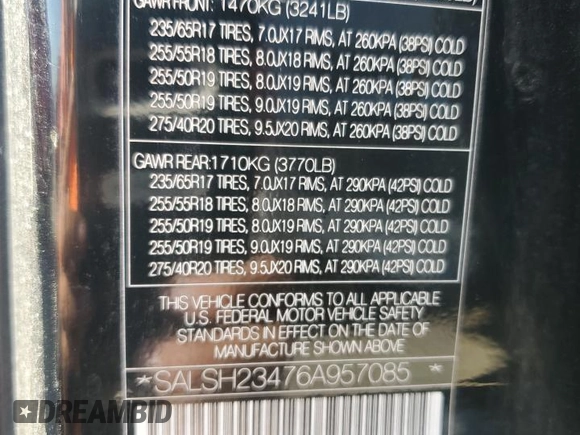 GAWR FRONT: 1470KG (3241LB)
235/65R17 TIRES, 7.0JX17 RIMS, AT 260KPA (38PSI) COLD
255/55R18 TIRES, 8.0JX18 RIMS, AT 260KPA (38PSI) COLD
255/50R19 TIRES, 8.0JX19 RIMS, AT 260KPA (38PSI) COLD
255/50R19 TIRES, 9.0JX19 RIMS, AT 260KPA (38PSI) COLD
275/40R20 TIRES, 9.5JX20 RIMS, AT 260KPA (38PSI) COLD
GAWR REAR:1710KG (3770LB)
235/65R17 TIRES, 7.0JX17 RIMS, AT 290KPA (42PSI) COLD
255/55R18 TIRES, 8.0JX18 RIMS, AT 290KPA (42PSI) COLD
255/50R19 TIRES, 8.0JX19 RIMS, AT 290KPA (42PSI) COLD
255/50R19 TIRES, 9.0JX19 RIMS, AT 290KPA (42PSI) COLD
275/40R20 TIRES, 9.5JX20 RIMS, AT 290KPA (42PSI) COLD
THIS VEHICLE CONFORMS TO ALL APPLICABLE
U.S. FEDERAL MOTOR VEHICLE SAFETY
STANDARDS IN EFFECT ON THE DATE OF
MANUFACTURE SHOWN ABOVE.
*SALSH23476A957085*
DREAMBID